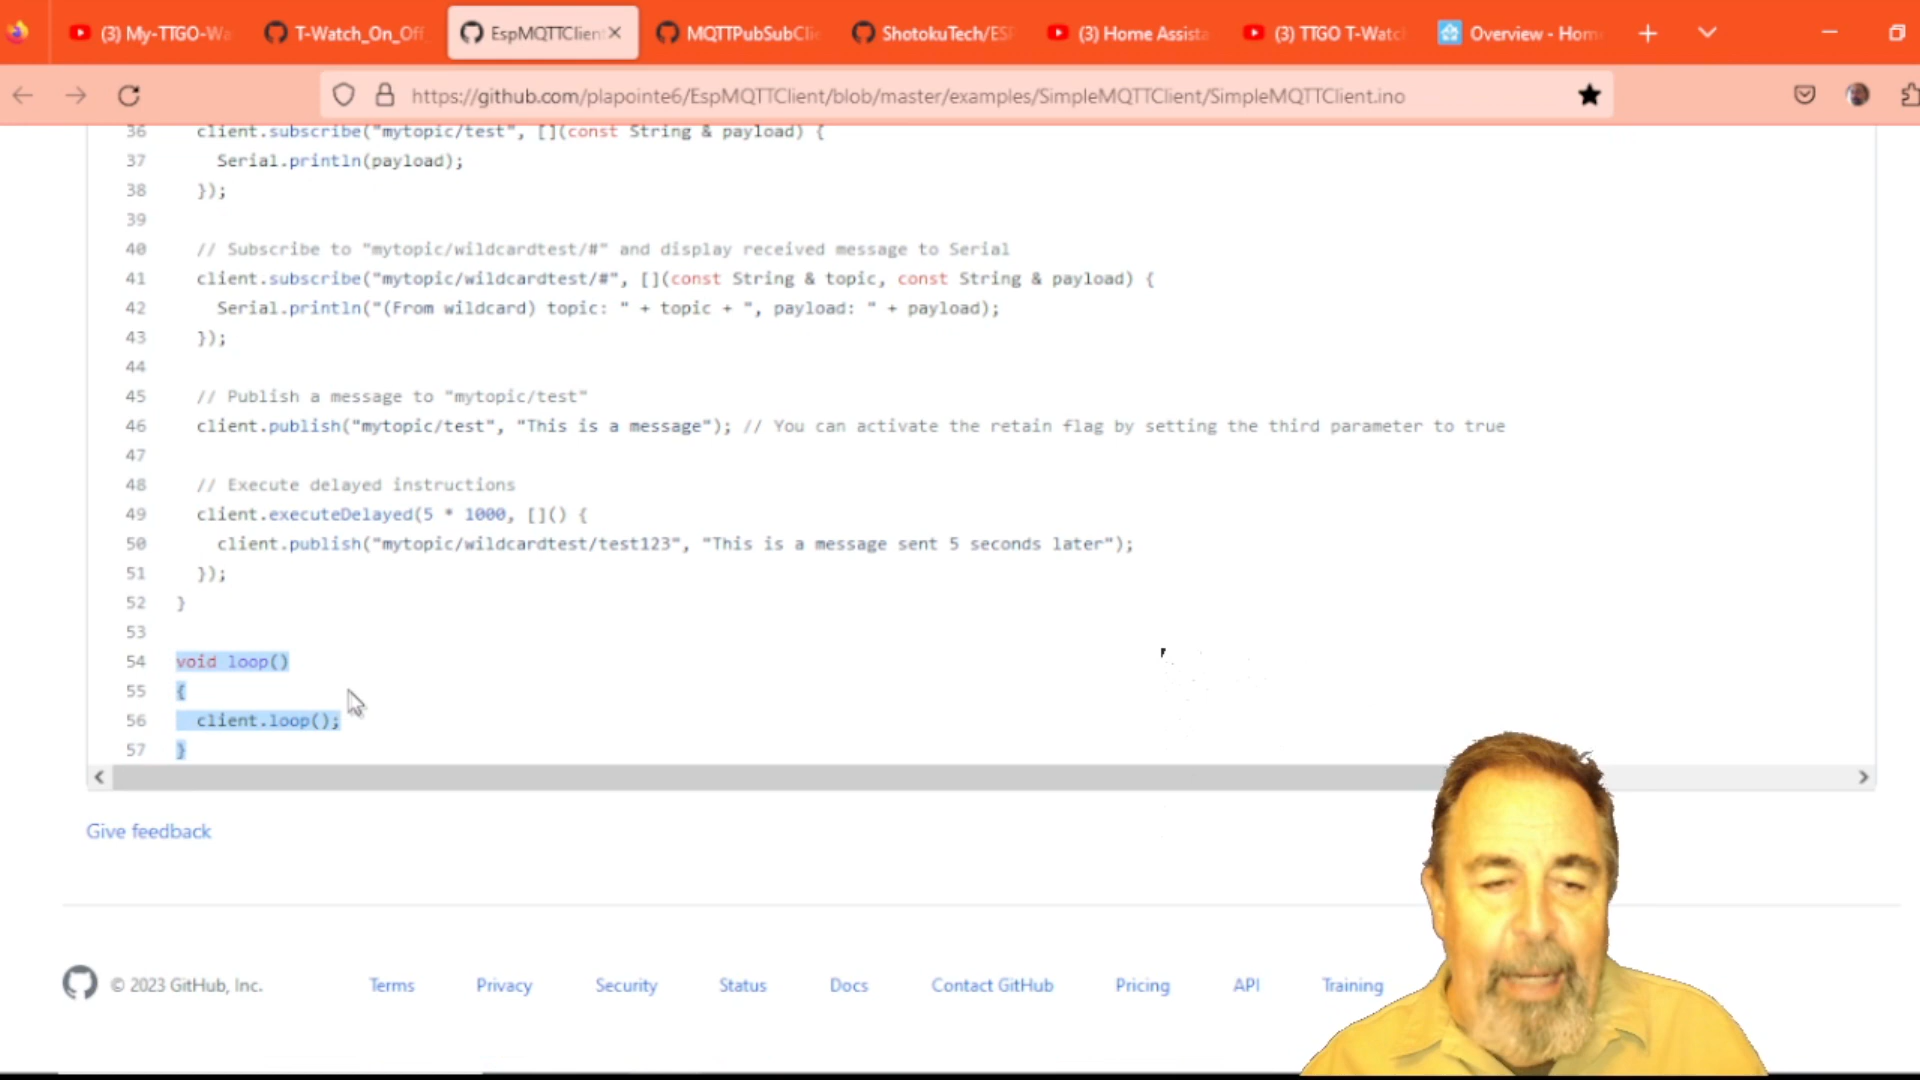 (3) My-TTGO-Wa
T-Watch_On_Off
EspMQTTClien
MQTTPubSubClie
ShotokuTech/ESP
(3) Home Assista
(3) TTGO T-Watc
Overview - Hom
https://github.com/plapointe6/EspMQTTClient/blob/master/examples/SimpleMQTTClient/SimpleMQTTClient.ino
36 client.subscribe("mytopic/test", [](const String & payload) {
37 Serial.println(payload);
38 });
39
40 // Subscribe to "mytopic/wildcardtest/#" and display received message to Serial
41 client.subscribe("mytopic/wildcardtest/#", [](const String & topic, const String & payload) {
42 Serial.println("(From wildcard) topic: " + topic + ", payload: " + payload);
43 });
44
45 // Publish a message to "mytopic/test"
46 client.publish("mytopic/test", "This is a message"); // You can activate the retain flag by setting the third parameter to true
47
48 // Execute delayed instructions
49 client.executeDelayed(5 * 1000, []() {
50 client.publish("mytopic/wildcardtest/test123", "This is a message sent 5 seconds later");
51 });
52 }
53
54 void loop()
55 {
56 client.loop();
57 }
Give feedback
© 2023 GitHub, Inc.
Terms
Privacy
Security
Status
Docs
Contact GitHub
Pricing
API
Training